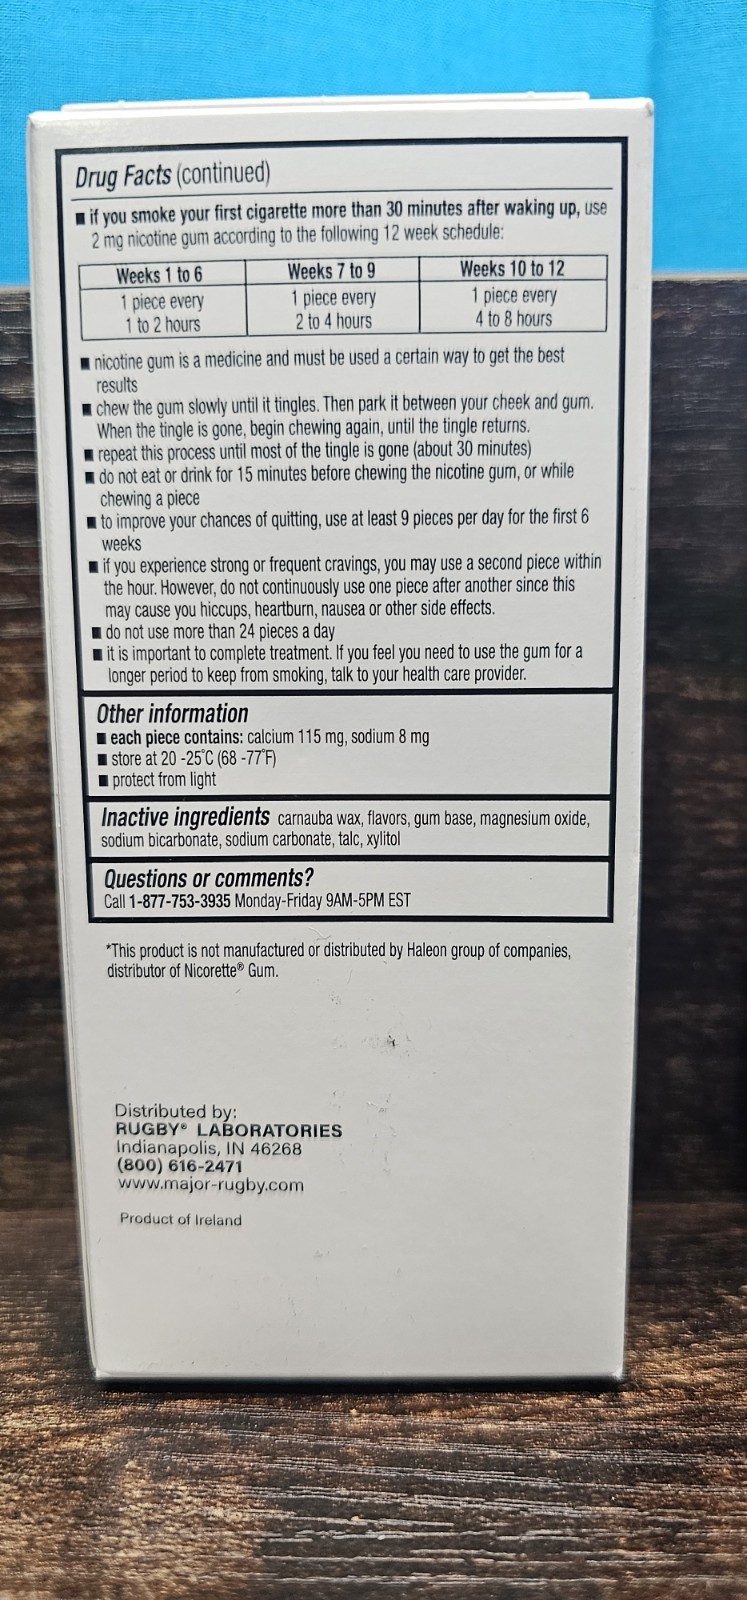 Drug Facts (continued)
■ if you smoke your first cigarette more than 30 minutes after waking up, use
2 mg nicotine gum according to the following 12 week schedule:
Weeks 1 to 6 Weeks 7 to 9 Weeks 10 to 12
1 piece every 1 piece every 1 piece every
1 to 2 hours 2 to 4 hours 4 to 8 hours
■ nicotine gum is a medicine and must be used a certain way to get the best
results
■ chew the gum slowly until it tingles. Then park it between your cheek and gum.
When the tingle is gone, begin chewing again, until the tingle returns.
■ repeat this process until most of the tingle is gone (about 30 minutes)
■ do not eat or drink for 15 minutes before chewing the nicotine gum, or while
chewing a piece
■ to improve your chances of quitting, use at least 9 pieces per day for the first 6
weeks
■ if you experience strong or frequent cravings, you may use a second piece within
the hour. However, do not continuously use one piece after another since this
may cause you hiccups, heartburn, nausea or other side effects.
■ do not use more than 24 pieces a day
■ it is important to complete treatment. If you feel you need to use the gum for a
longer period to keep from smoking, talk to your health care provider.
Other information
■ each piece contains: calcium 115 mg, sodium 8 mg
■ store at 20 -25°C (68 -77°F)
■ protect from light
Inactive ingredients carnauba wax, flavors, gum base, magnesium oxide,
sodium bicarbonate, sodium carbonate, talc, xylitol
Questions or comments?
Call 1-877-753-3935 Monday-Friday 9AM-5PM EST
*This product is not manufactured or distributed by Haleon group of companies,
distributor of Nicorette® Gum.
Distributed by:
RUGBY® LABORATORIES
Indianapolis, IN 46268
(800) 616-2471
www.major-rugby.com
Product of Ireland